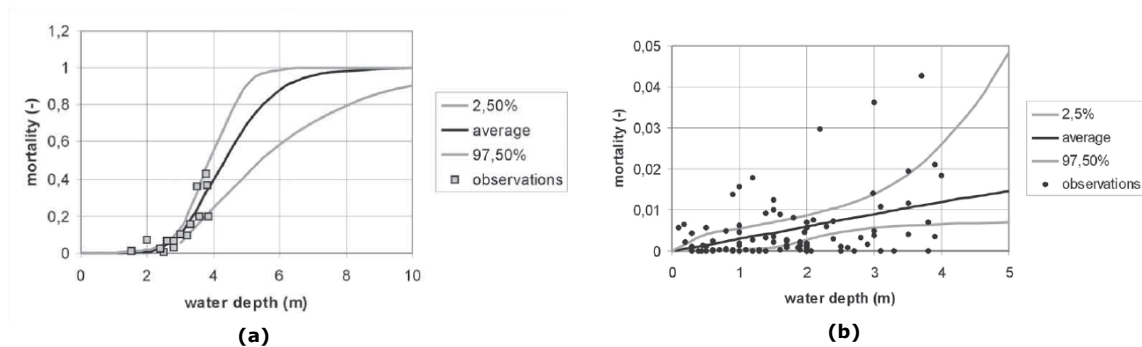 1,2
1
0,8
0,6
0,4
0,2
0
mortality (-)
0 2 4 6 8 10
water depth (m)
2,50%
average
97,50%
observations
(a)
0,05
0,04
0,03
0,02
0,01
0
mortality (-)
0 1 2 3 4 5
water depth (m)
2,5%
average
97,50%
observations
(b)